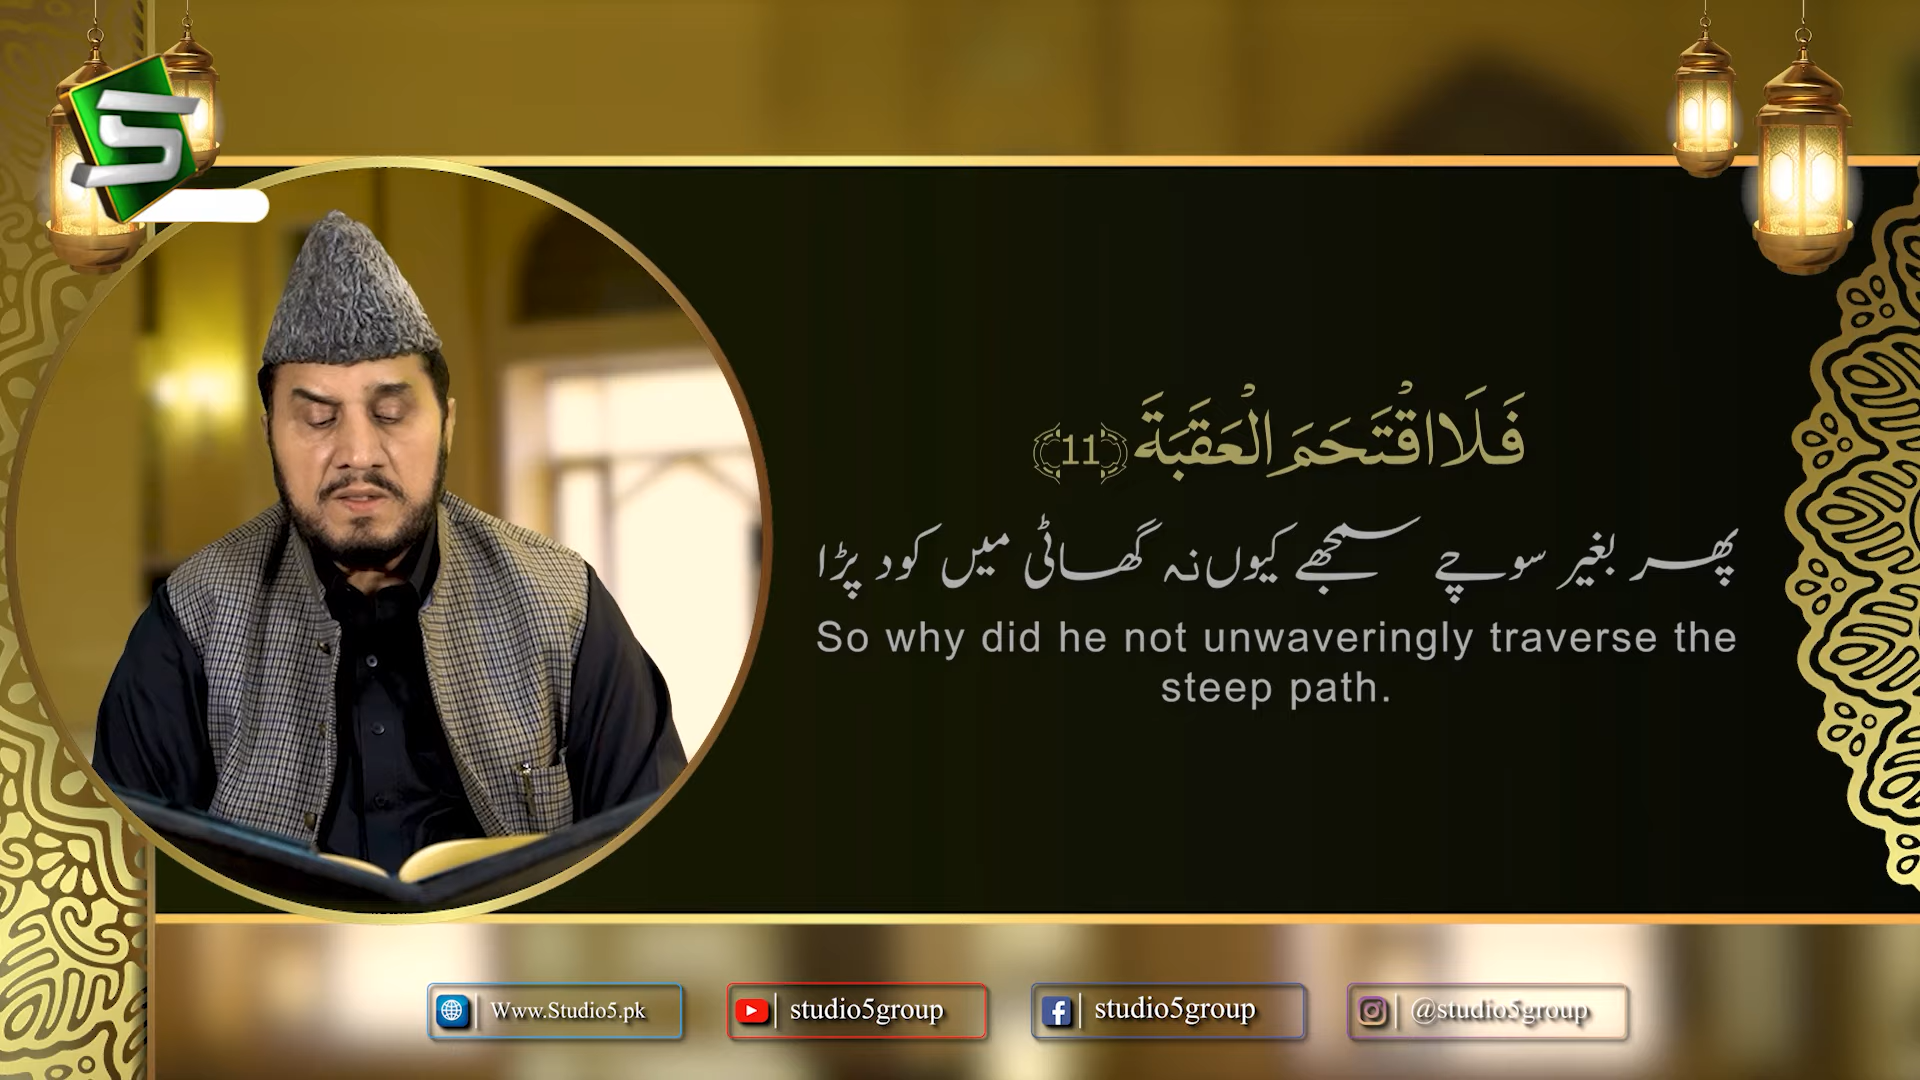 فَلَا اقْتَحَمَ الْعَقَبَةَ ﴿11﴾
پھر بغیر سوچے سمجھے کیوں نہ گھاٹی میں کود پڑا
So why did he not unwaveringly traverse the
steep path.
Www.Studio5.pk
studio5group
studio5group
@studio5group